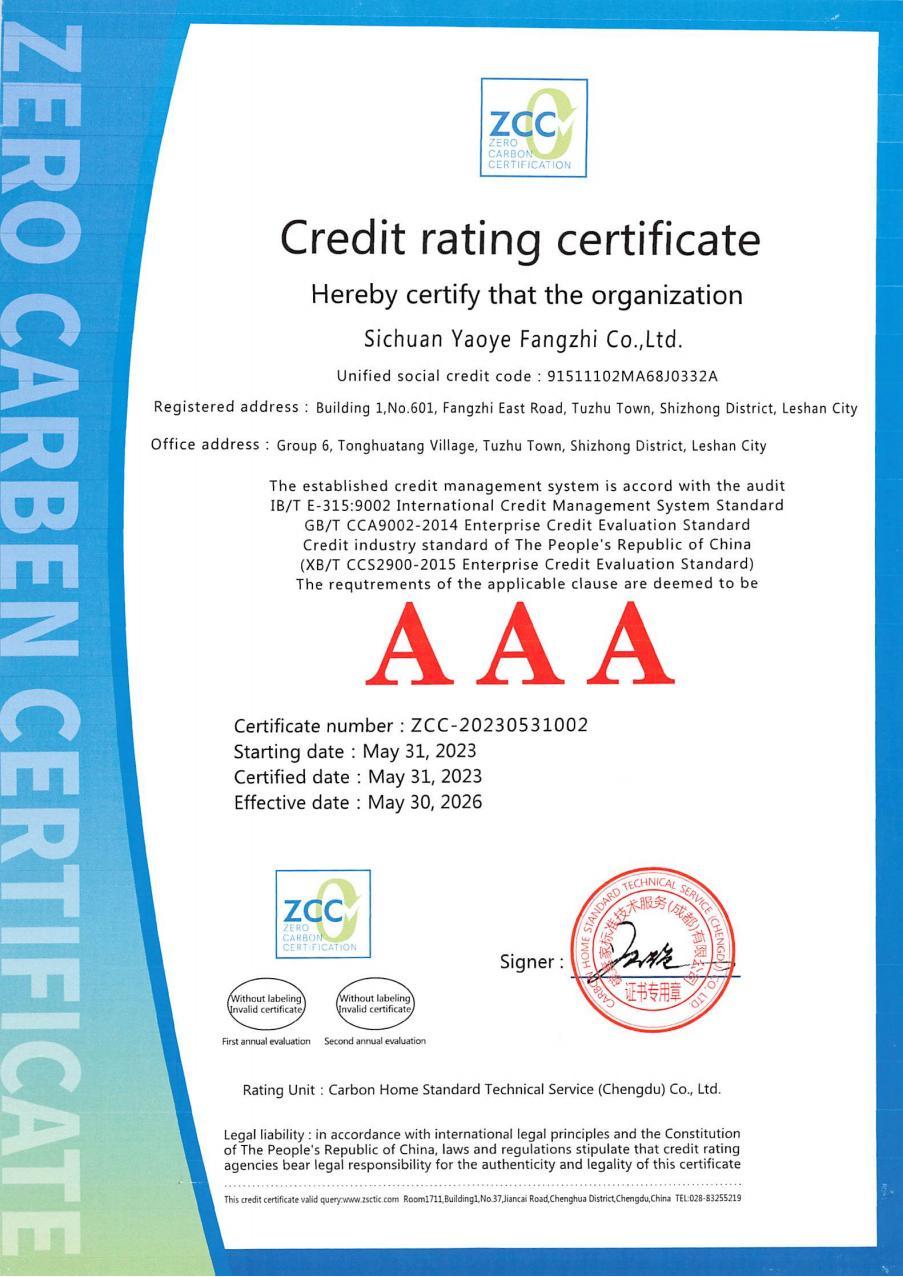 ZERO CARBEN CERTIFICATE
ZCC
ZERO
CARBON
CERTIFICATION
Credit rating certificate
Hereby certify that the organization
Sichuan Yaoye Fangzhi Co.,Ltd.
Unified social credit code : 91511102MA68J0332A
Registered address : Building 1,No.601, Fangzhi East Road, Tuzhu Town, Shizhong District, Leshan City
Office address : Group 6, Tonghuatang Village, Tuzhu Town, Shizhong District, Leshan City
The established credit management system is accord with the audit
IB/T E-315:9002 International Credit Management System Standard
GB/T CCA9002-2014 Enterprise Credit Evaluation Standard
Credit industry standard of The People's Republic of China
(XB/T CCS2900-2015 Enterprise Credit Evaluation Standard)
The requtrements of the applicable clause are deemed to be
AAA
Certificate number : ZCC-20230531002
Starting date : May 31, 2023
Certified date : May 31, 2023
Effective date : May 30, 2026
ZCC
ZERO
CARBON
CERTIFICATION
Signer :
CARBON HOME STANDARD TECHNICAL SERVICE (CHENGDU) CO., LTD.
家标准技术服务(成都)有限公司
证书专用章
Without labeling
Invalid certificate
Without labeling
Invalid certificate
First annual evaluation
Second annual evaluation
Rating Unit : Carbon Home Standard Technical Service (Chengdu) Co., Ltd.
Legal liability : in accordance with international legal principles and the Constitution
of The People's Republic of China, laws and regulations stipulate that credit rating
agencies bear legal responsibility for the authenticity and legality of this certificate
This credit certificate valid query:www.zsctic.com Room1711,Building1,No.37,Jiancai Road,Chenghua District,Chengdu,China TEL:028-83255219